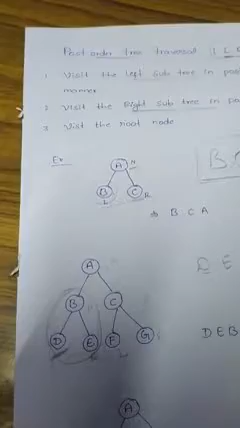 Post order tree traversal (L R
1. Visit the left sub tree in post
manner
2. Visit the Right sub tree in po
3. Visit the root node
Ex
A N
B C
L R
B
⇒ B C A
A
B C
D E F G
D E
D E B
A